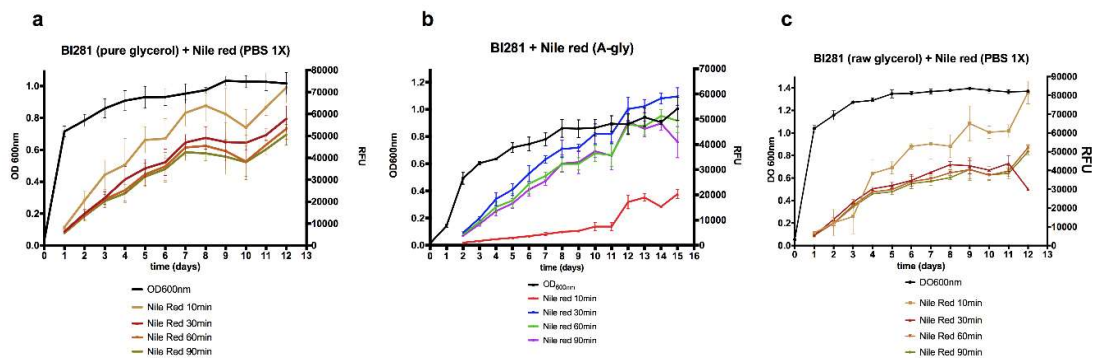 a
BI281 (pure glycerol) + Nile red (PBS 1X)
OD 600nm
1.0
0.8
0.6
0.4
0.2
0.0
80000
70000
60000
50000
40000
30000
20000
10000
0
RFU
0 1 2 3 4 5 6 7 8 9 10 11 12 13
time (days)
OD600nm
Nile Red 10min
Nile Red 30min
Nile Red 60min
Nile Red 90min
b
BI281 + Nile red (A-gly)
OD600nm
1.4
1.2
1.0
0.8
0.6
0.4
0.2
0.0
70000
60000
50000
40000
30000
20000
10000
0
RFU
0 1 2 3 4 5 6 7 8 9 10 11 12 13 14 15 16
time (days)
OD600nm
Nile red 10min
Nile red 30min
Nile red 60min
Nile red 90min
c
BI281 (raw glycerol) + Nile red (PBS 1X)
DO 600nm
1.4
1.2
1.0
0.8
0.6
0.4
0.2
0.0
90000
80000
70000
60000
50000
40000
30000
20000
10000
0
RFU
0 1 2 3 4 5 6 7 8 9 10 11 12 13
time (days)
DO600nm
Nile Red 10min
Nile Red 30min
Nile Red 60min
Nile Red 90min